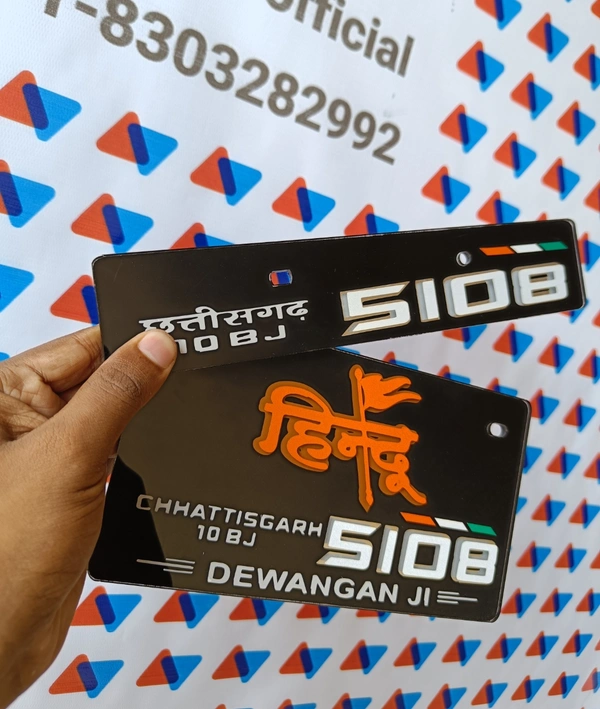 official
-8303282992
छत्तीसगढ़
10 BJ
5108
हिन्दू
CHHATTISGARH
10 BJ
5108
DEWANGAN JI